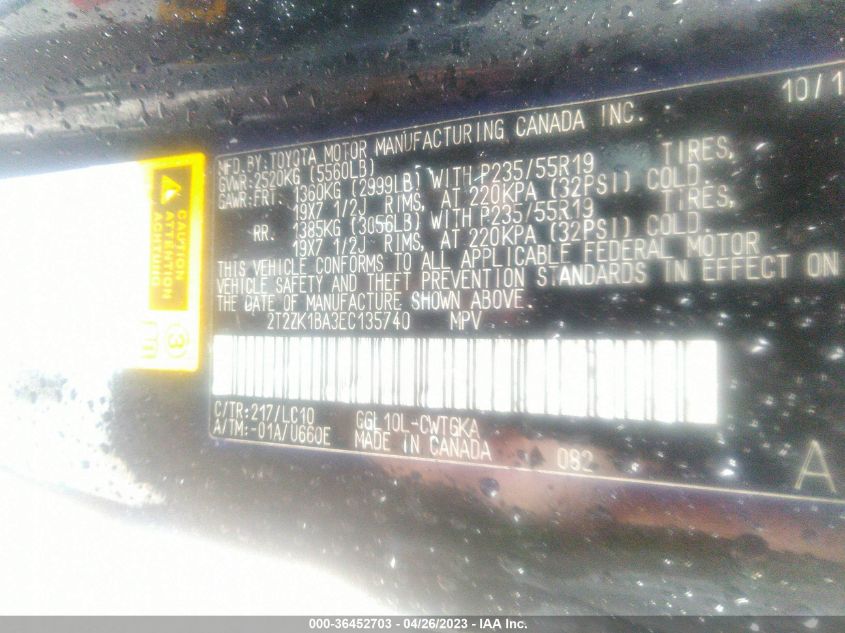 10/1
MFD.BY:TOYOTA MOTOR MANUFACTURING CANADA INC.
GVWR:2520KG (5560LB)
GAWR:FRT. 1360KG (2999LB) WITH P235/55R19 TIRES,
19X7 1/2J RIMS, AT 220KPA (32PSI) COLD.
RR. 1385KG (3056LB) WITH P235/55R19 TIRES,
19X7 1/2J RIMS, AT 220KPA (32PSI) COLD.
THIS VEHICLE CONFORMS TO ALL APPLICABLE FEDERAL MOTOR
VEHICLE SAFETY AND THEFT PREVENTION STANDARDS IN EFFECT ON
THE DATE OF MANUFACTURE SHOWN ABOVE.
2T2ZK1BA3EC135740 MPV
C/TR:217/LC10 GGL10L-CWTGKA
A/TM:-01A/U660E MADE IN CANADA 082
A
CAUTION
ATTENTION
ACHTUNG
3
000-36452703 - 04/26/2023 - IAA Inc.